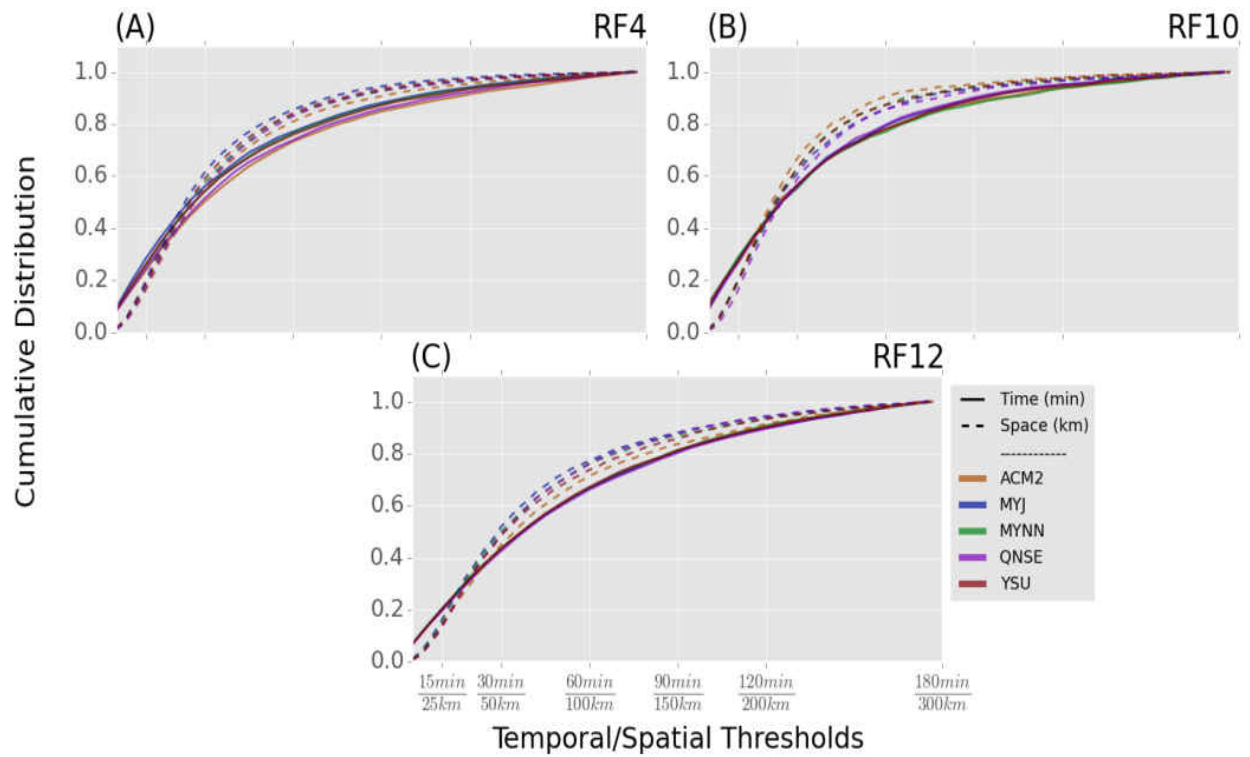 (A) RF4
(B) RF10
1.0
0.8
0.6
0.4
0.2
0.0
1.0
0.8
0.6
0.4
0.2
0.0
Cumulative Distribution
(C) RF12
1.0
0.8
0.6
0.4
0.2
0.0
Time (min)
Space (km)
------------
ACM2
MYJ
MYNN
QNSE
YSU
15min 30min 60min 90min 120min 180min
25km 50km 100km 150km 200km 300km
Temporal/Spatial Thresholds